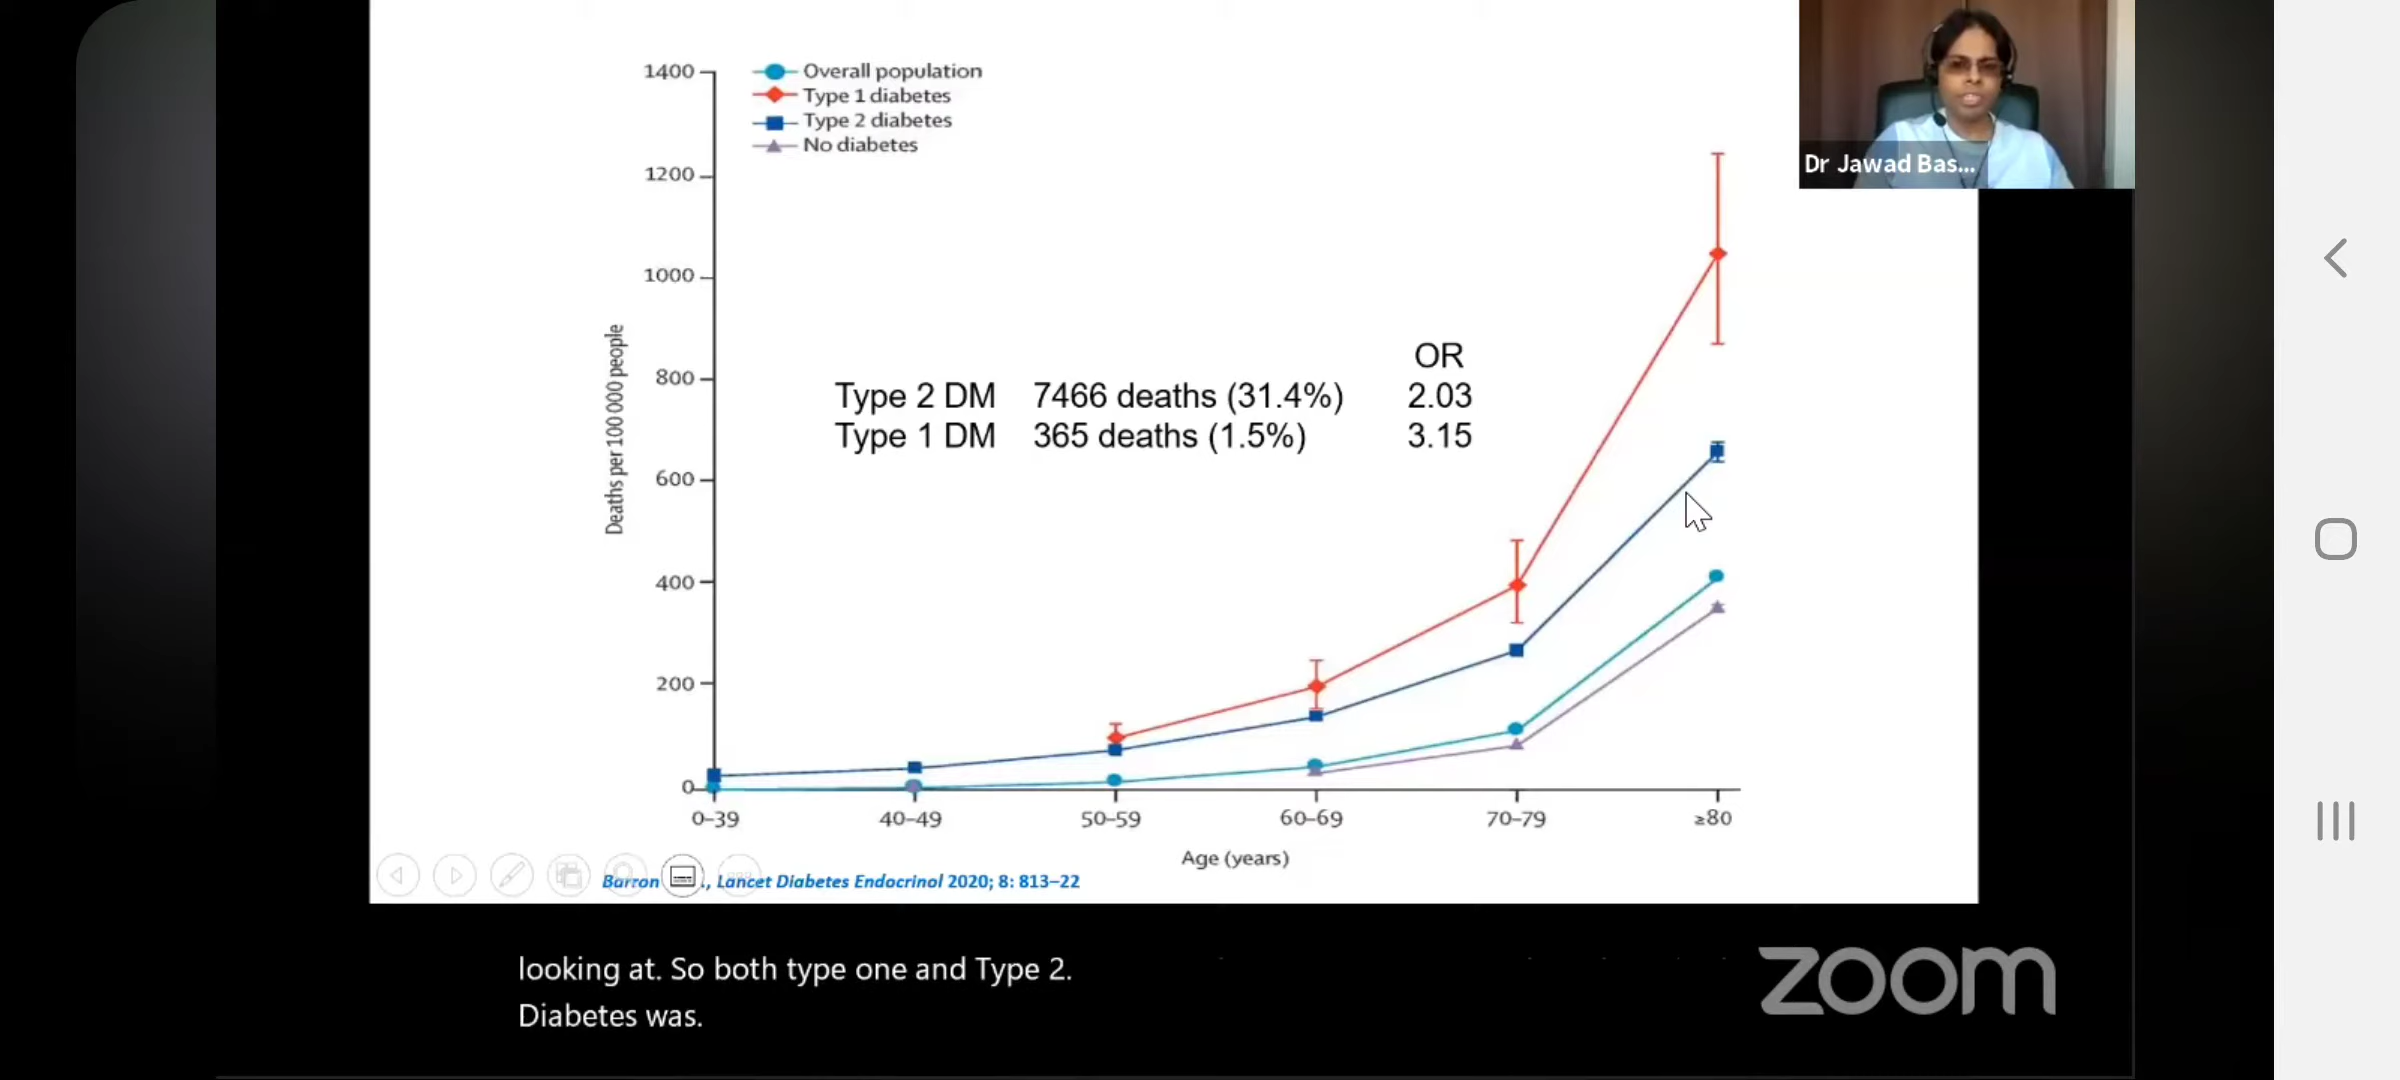 1400
Overall population
Type 1 diabetes
Type 2 diabetes
No diabetes
1200
1000
800
600
400
200
0
Deaths per 100 000 people
OR
Type 2 DM 7466 deaths (31.4%) 2.03
Type 1 DM 365 deaths (1.5%) 3.15
0–39 40–49 50–59 60–69 70–79 ≥80
Age (years)
Barron ., Lancet Diabetes Endocrinol 2020; 8: 813–22
Dr Jawad Bas...
looking at. So both type one and Type 2.
Diabetes was.
zoom